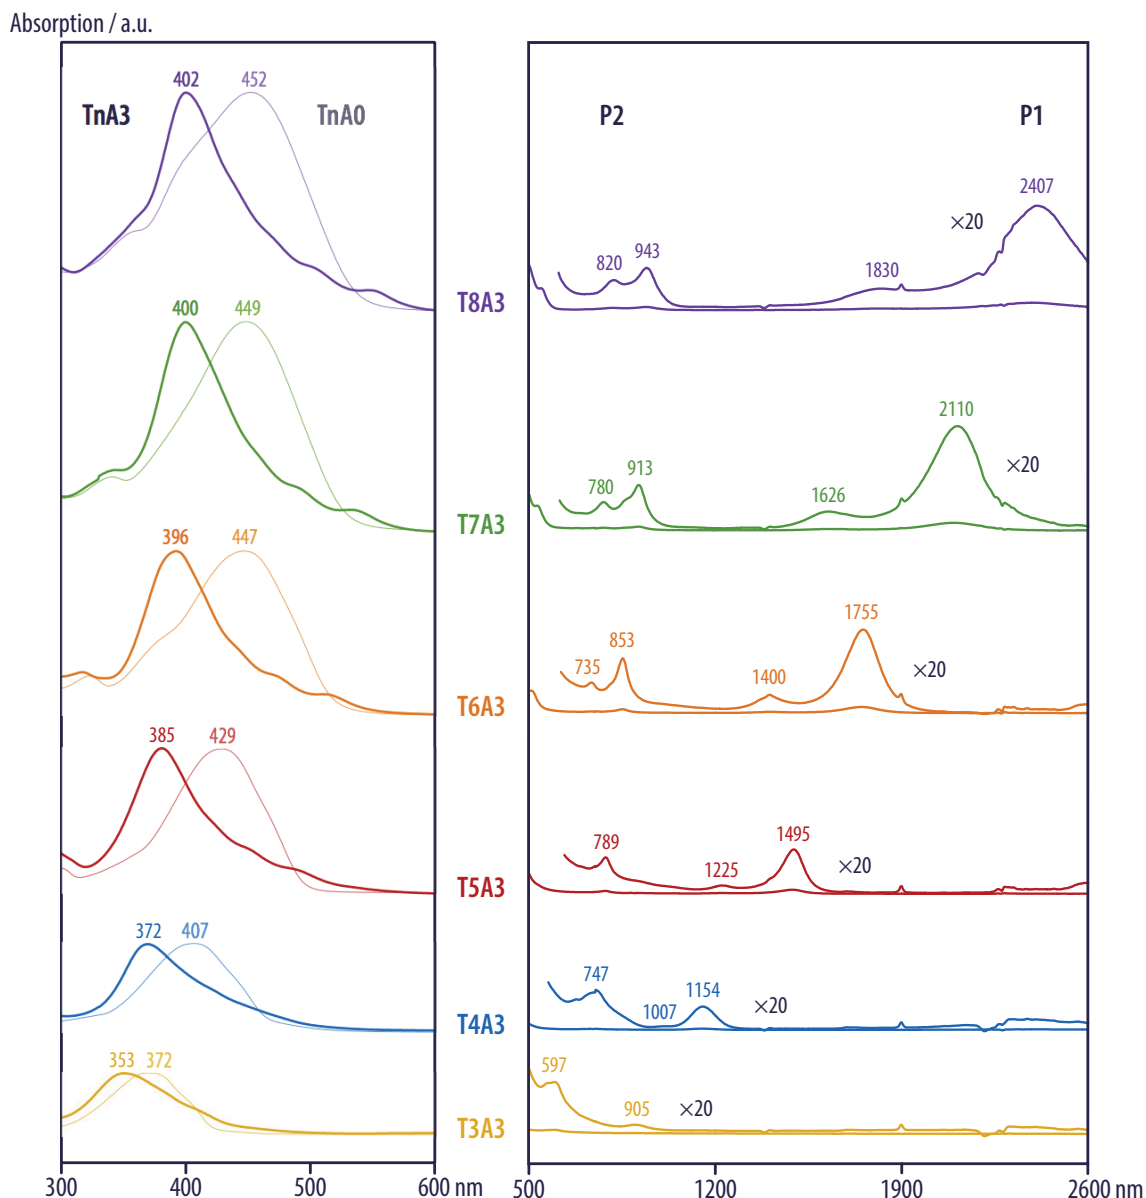 Absorption / a.u.
TnA3 402 452 TnA0
P2 P1
820 943 1830 ×20 2407
T8A3
400 449
780 913 1626 2110 ×20
T7A3
396 447
735 853 1400 1755 ×20
T6A3
385 429
789 1225 1495 ×20
T5A3
372 407
747 1007 1154 ×20
T4A3
353 372
597 905 ×20
T3A3
300 400 500 600 nm
500 1200 1900 2600 nm